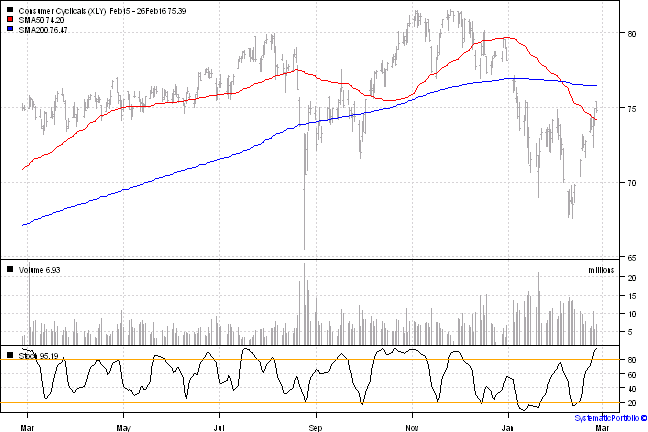 Consumer Cyclicals (XLY) Feb15 - 26Feb16 75.39
SMA50 74.20
SMA200 76.47
80
75
70
65
Volume 6.93
millions
20
15
10
5
Stoch 95.19
80
60
40
20
Mar May Jul Sep Nov Jan Mar
SystematicPortfolio ©